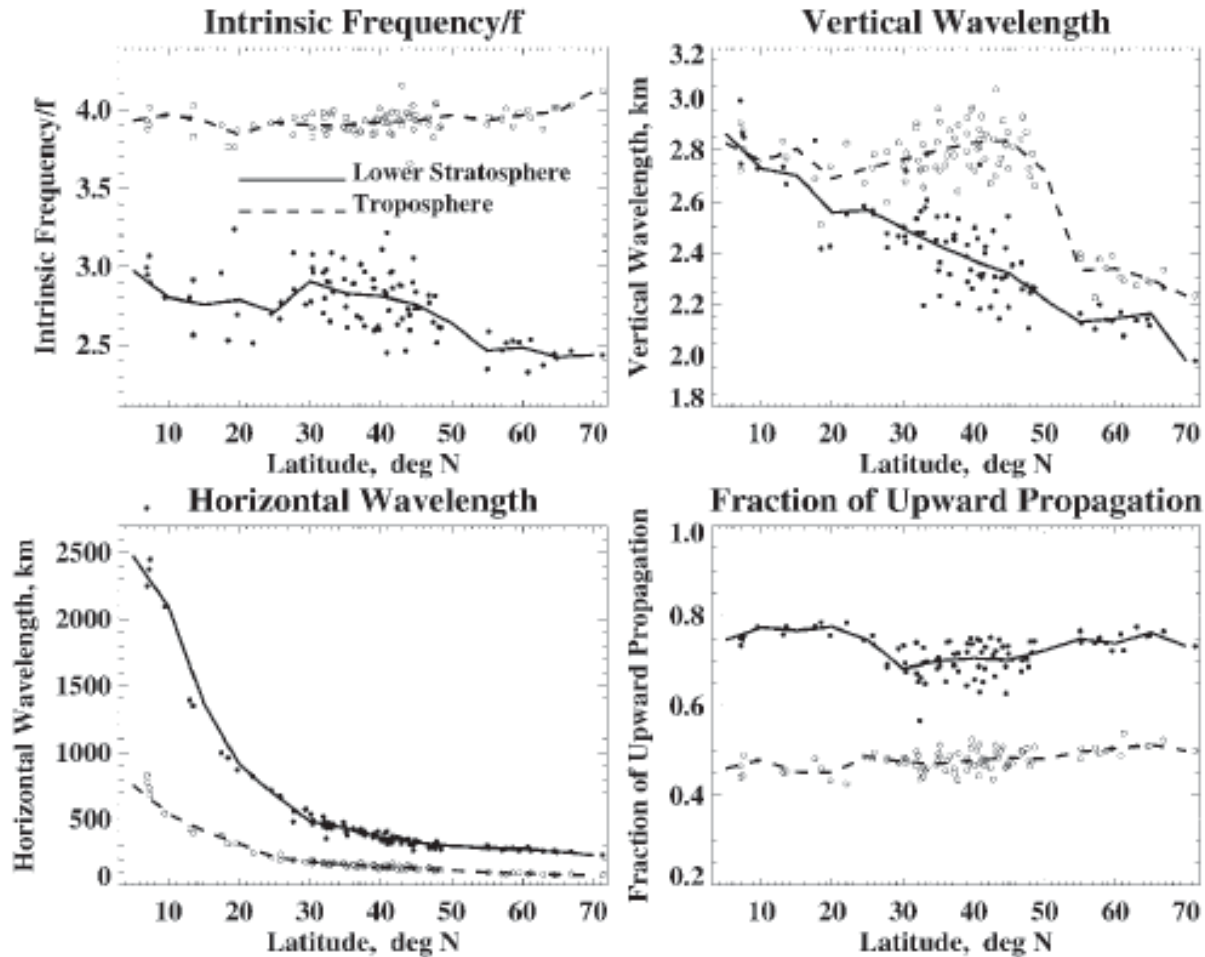 Intrinsic Frequency/f
Intrinsic Frequency/f
4.0
3.5
3.0
2.5
Lower Stratosphere
Troposphere
10 20 30 40 50 60 70
Latitude, deg N
Vertical Wavelength
Vertical Wavelength, km
3.2
3.0
2.8
2.6
2.4
2.2
2.0
1.8
10 20 30 40 50 60 70
Latitude, deg N
Horizontal Wavelength
Horizontal Wavelength, km
2500
2000
1500
1000
500
0
10 20 30 40 50 60 70
Latitude, deg N
Fraction of Upward Propagation
Fraction of Upward Propagation
1.0
0.8
0.6
0.4
0.2
10 20 30 40 50 60 70
Latitude, deg N